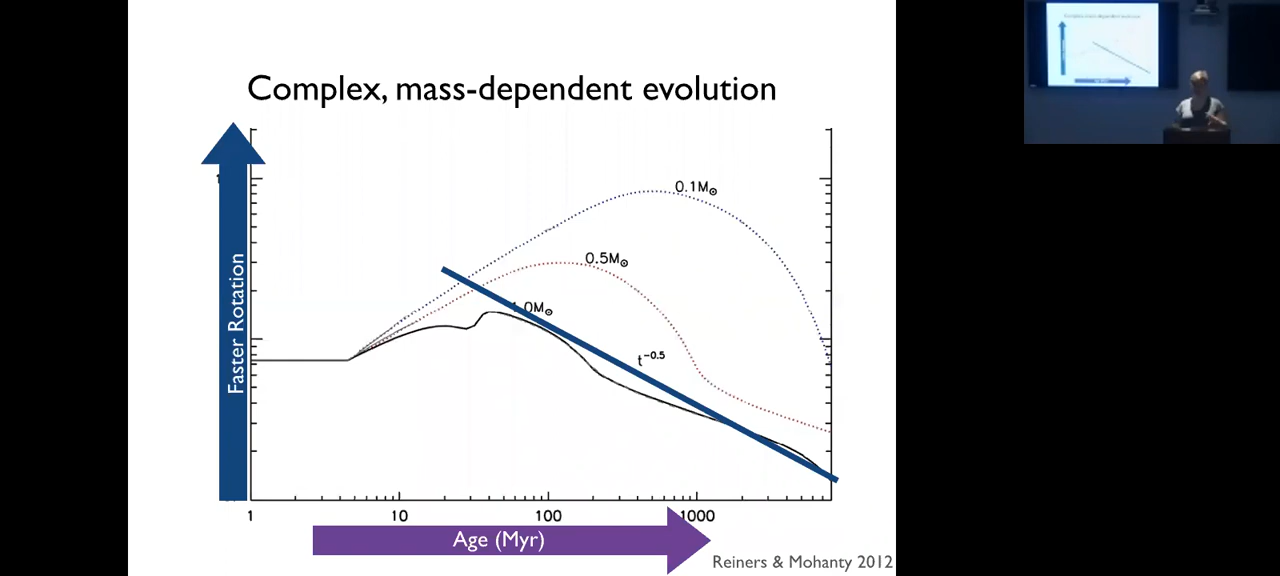 Complex, mass-dependent evolution
Faster Rotation
0.1M⊙
0.5M⊙
.0M⊙
t^-0.5
1 10 100 1000
Age (Myr)
Reiners & Mohanty 2012